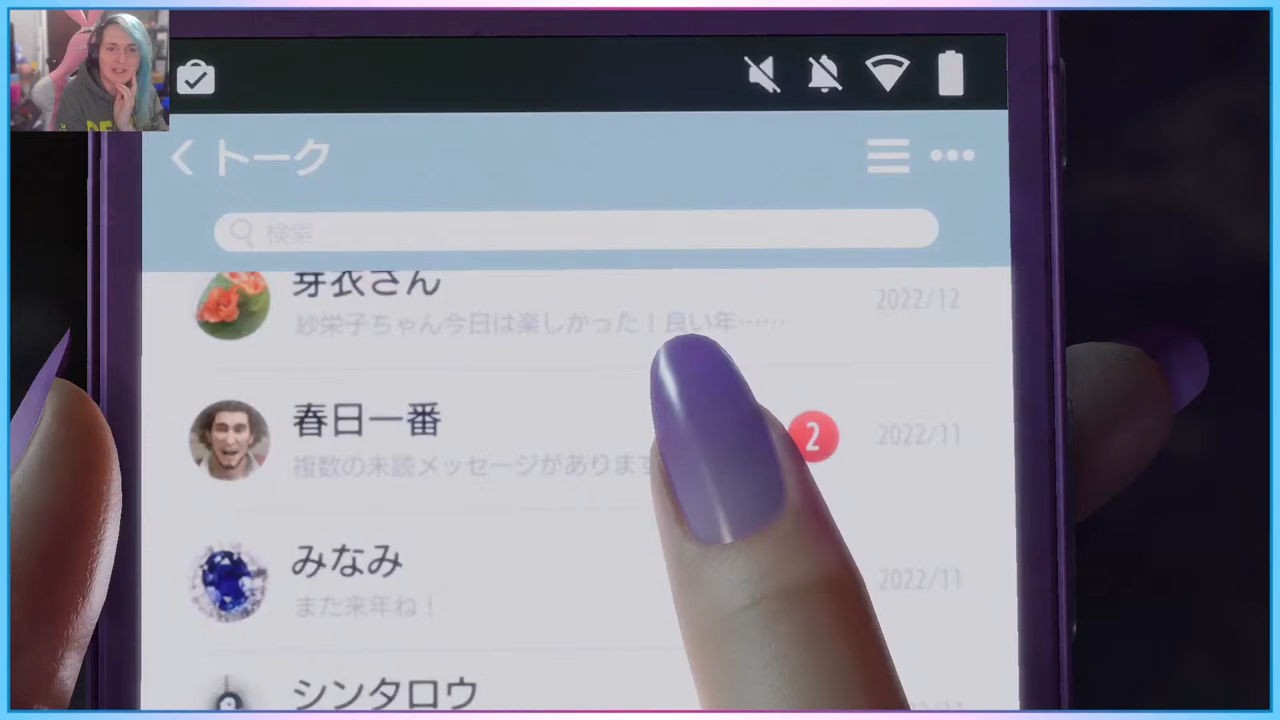 トーク
検索
芽衣さん
2022/12
紗栄子ちゃん今日は楽しかった！良い年……
春日一番
2
2022/11
複数の未読メッセージがあります
みなみ
2022/11
また来年ね！
シンタロウ